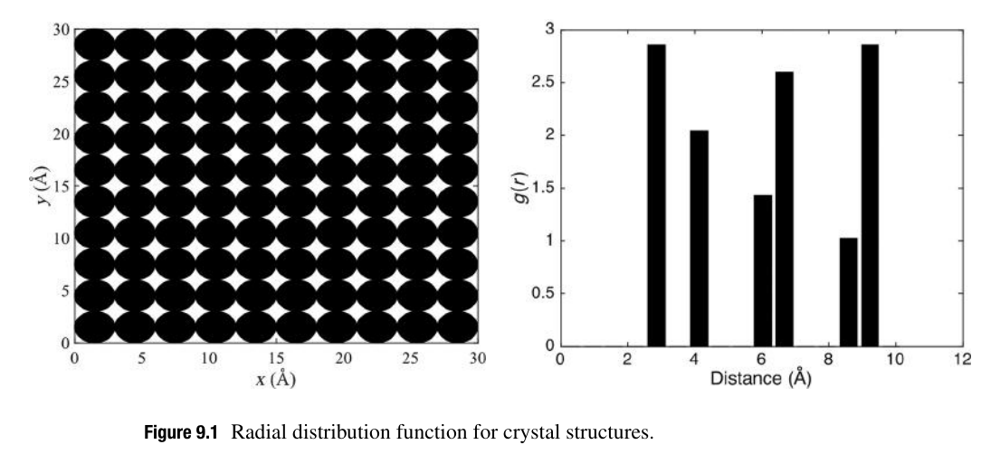 30
25
20
15
10
5
0
y (Å)
0 5 10 15 20 25 30
x (Å)
3
2.5
2
1.5
1
0.5
0
g(r)
0 2 4 6 8 10 12
Distance (Å)
Figure 9.1 Radial distribution function for crystal structures.